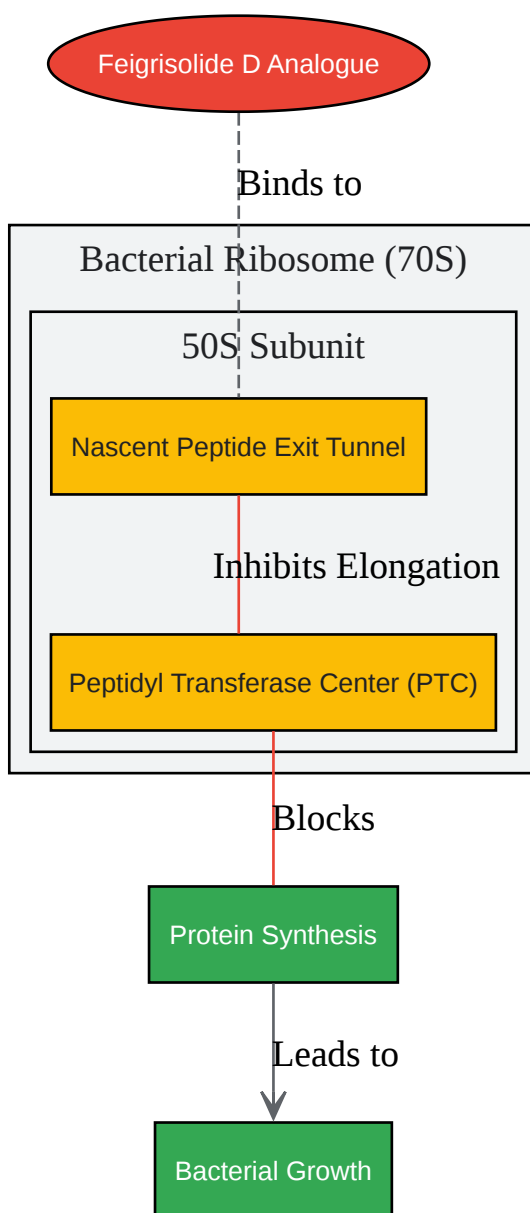 Feigrisolide D Analogue
Binds to
Bacterial Ribosome (70S)
50S Subunit
Nascent Peptide Exit Tunnel
Inhibits Elongation
Peptidyl Transferase Center (PTC)
Blocks
Protein Synthesis
Leads to
Bacterial Growth